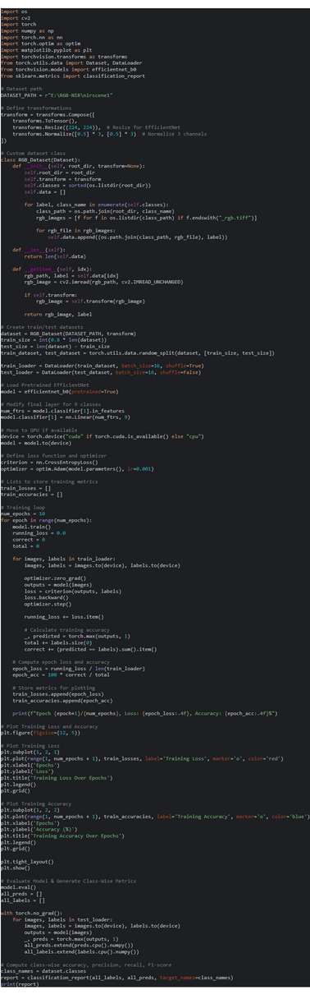 import os
import cv2
import torch
import numpy as np
import torch.nn as nn
import torch.optim as optim
import matplotlib.pyplot as plt
import torchvision.transforms as transforms
from torch.utils.data import Dataset, DataLoader
from torchvision.models import efficientnet_b0
from sklearn.metrics import classification_report

# Dataset path
DATASET_PATH = r"E:\RGB-NIR\nirscene1"

# Define transformations
transform = transforms.Compose([
    transforms.ToTensor(),
    transforms.Resize((224, 224)),  # Resize for EfficientNet
    transforms.Normalize([0.5] * 3, [0.5] * 3)  # Normalize 3 channels
])

# Custom dataset class
class RGB_Dataset(Dataset):
    def __init__(self, root_dir, transform=None):
        self.root_dir = root_dir
        self.transform = transform
        self.classes = sorted(os.listdir(root_dir))
        self.data = []

        for label, class_name in enumerate(self.classes):
            class_path = os.path.join(root_dir, class_name)
            rgb_images = [f for f in os.listdir(class_path) if f.endswith("_rgb.tiff")]

            for rgb_file in rgb_images:
                self.data.append((os.path.join(class_path, rgb_file), label))

    def __len__(self):
        return len(self.data)

    def __getitem__(self, idx):
        rgb_path, label = self.data[idx]
        rgb_image = cv2.imread(rgb_path, cv2.IMREAD_UNCHANGED)

        if self.transform:
            rgb_image = self.transform(rgb_image)

        return rgb_image, label

# Create train/test datasets
dataset = RGB_Dataset(DATASET_PATH, transform)
train_size = int(0.8 * len(dataset))
test_size = len(dataset) - train_size
train_dataset, test_dataset = torch.utils.data.random_split(dataset, [train_size, test_size])

train_loader = DataLoader(train_dataset, batch_size=16, shuffle=True)
test_loader = DataLoader(test_dataset, batch_size=16, shuffle=False)

# Load Pretrained EfficientNet
model = efficientnet_b0(pretrained=True)

# Modify final layer for 9 classes
num_ftrs = model.classifier[1].in_features
model.classifier[1] = nn.Linear(num_ftrs, 9)

# Move to GPU if available
device = torch.device("cuda" if torch.cuda.is_available() else "cpu")
model = model.to(device)

# Define loss function and optimizer
criterion = nn.CrossEntropyLoss()
optimizer = optim.Adam(model.parameters(), lr=0.001)

# Lists to store training metrics
train_losses = []
train_accuracies = []

# Training loop
num_epochs = 10
for epoch in range(num_epochs):
    model.train()
    running_loss = 0.0
    correct = 0
    total = 0

    for images, labels in train_loader:
        images, labels = images.to(device), labels.to(device)

        optimizer.zero_grad()
        outputs = model(images)
        loss = criterion(outputs, labels)
        loss.backward()
        optimizer.step()

        running_loss += loss.item()

        # Calculate training accuracy
        _, predicted = torch.max(outputs, 1)
        total += labels.size(0)
        correct += (predicted == labels).sum().item()

    # Compute epoch loss and accuracy
    epoch_loss = running_loss / len(train_loader)
    epoch_acc = 100 * correct / total

    # Store metrics for plotting
    train_losses.append(epoch_loss)
    train_accuracies.append(epoch_acc)

    print(f"Epoch {epoch+1}/{num_epochs}, Loss: {epoch_loss:.4f}, Accuracy: {epoch_acc:.4f}%")

# Plot Training Loss and Accuracy
plt.figure(figsize=(12, 5))

# Plot Training Loss
plt.subplot(1, 2, 1)
plt.plot(range(1, num_epochs + 1), train_losses, label='Training Loss', marker='o', color='red')
plt.xlabel('Epochs')
plt.ylabel('Loss')
plt.title('Training Loss Over Epochs')
plt.legend()
plt.grid()

# Plot Training Accuracy
plt.subplot(1, 2, 2)
plt.plot(range(1, num_epochs + 1), train_accuracies, label='Training Accuracy', marker='o', color='blue')
plt.xlabel('Epochs')
plt.ylabel('Accuracy (%)')
plt.title('Training Accuracy Over Epochs')
plt.legend()
plt.grid()

plt.tight_layout()
plt.show()

# Evaluate Model & Generate Class-Wise Metrics
model.eval()
all_preds = []
all_labels = []

with torch.no_grad():
    for images, labels in test_loader:
        images, labels = images.to(device), labels.to(device)
        outputs = model(images)
        _, preds = torch.max(outputs, 1)
        all_preds.extend(preds.cpu().numpy())
        all_labels.extend(labels.cpu().numpy())

# Compute class-wise accuracy, precision, recall, F1-score
class_names = dataset.classes
report = classification_report(all_labels, all_preds, target_names=class_names)
print(report)